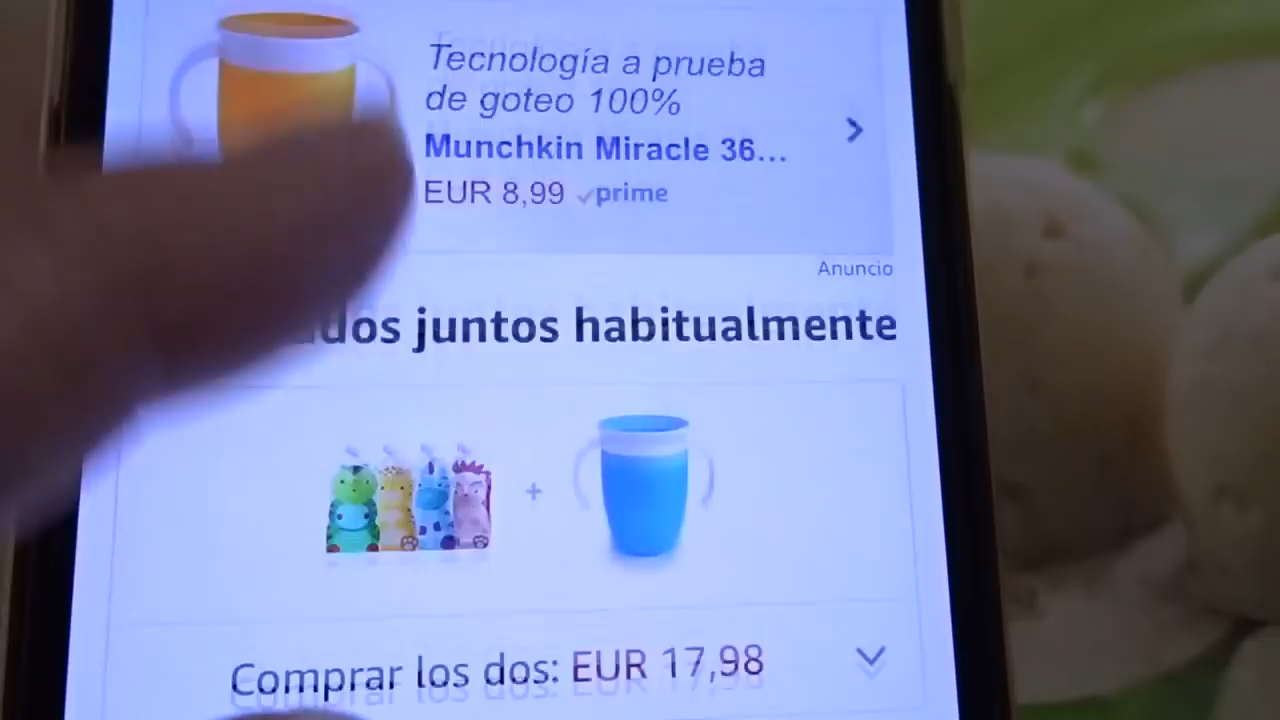 Tecnología a prueba
de goteo 100%
Munchkin Miracle 36...
EUR 8,99 prime
Anuncio
juntos habitualmente
+
Comprar los dos: EUR 17,98